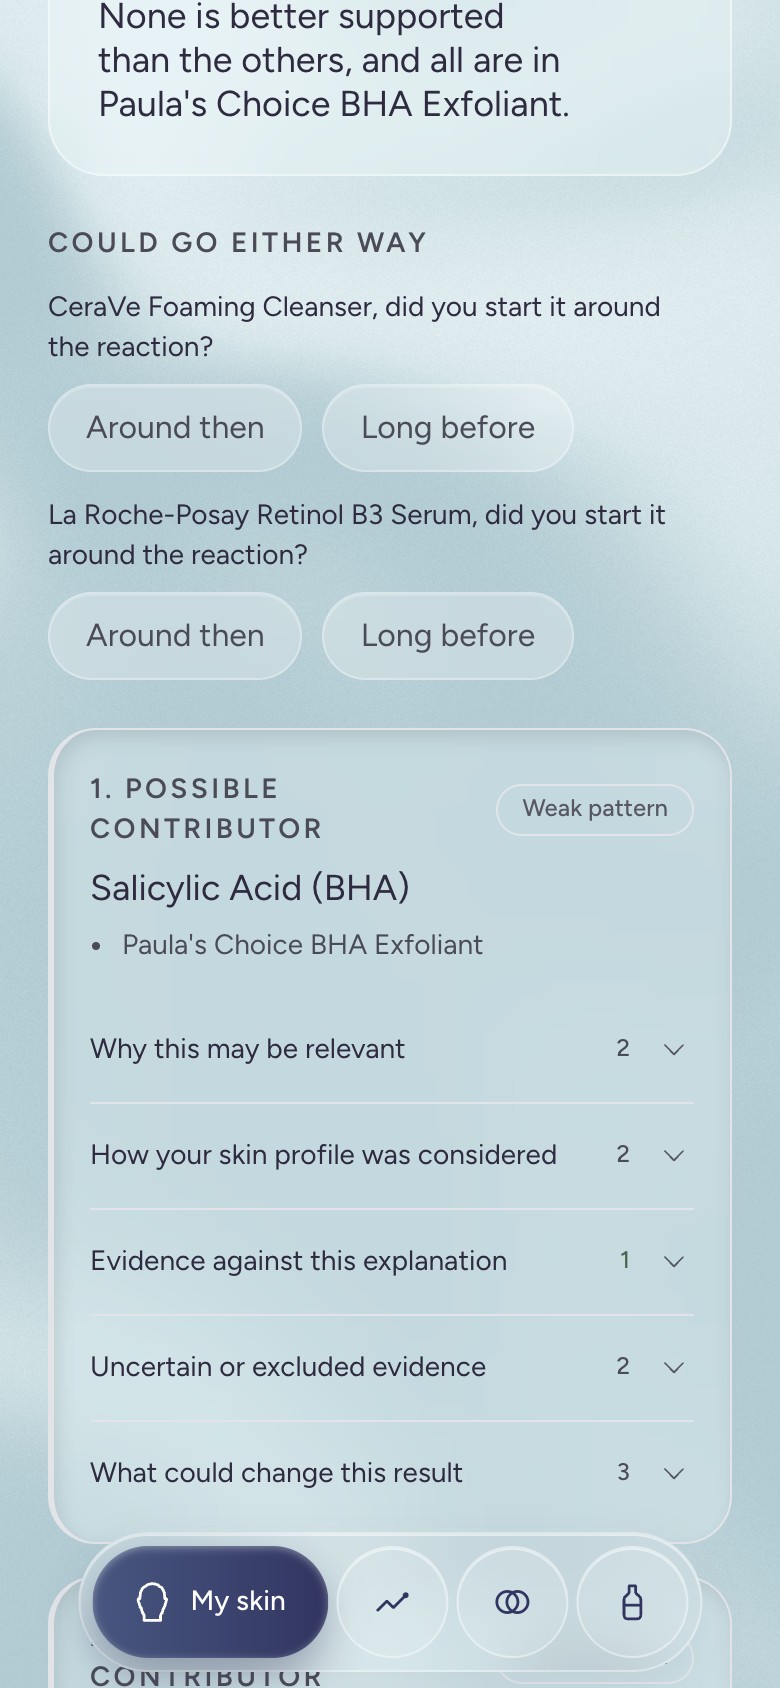 None is better supported
than the others, and all are in
Paula's Choice BHA Exfoliant.
COULD GO EITHER WAY
CeraVe Foaming Cleanser, did you start it around
the reaction?
Around then
Long before
La Roche-Posay Retinol B3 Serum, did you start it
around the reaction?
Around then
Long before
1. POSSIBLE
CONTRIBUTOR
Weak pattern
Salicylic Acid (BHA)
• Paula's Choice BHA Exfoliant
Why this may be relevant 2
How your skin profile was considered 2
Evidence against this explanation 1
Uncertain or excluded evidence 2
What could change this result 3
My skin
CONTRIBUTOR